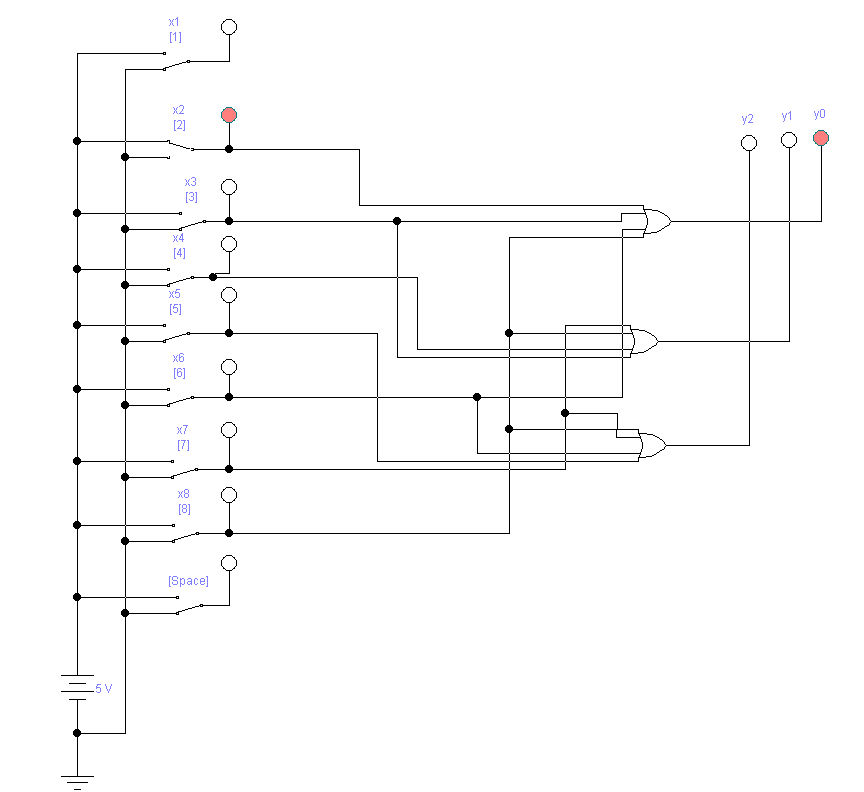 x1
[1]
x2
[2]
y2
y1
y0
x3
[3]
x4
[4]
x5
[5]
x6
[6]
x7
[7]
x8
[8]
[Space]
5 V